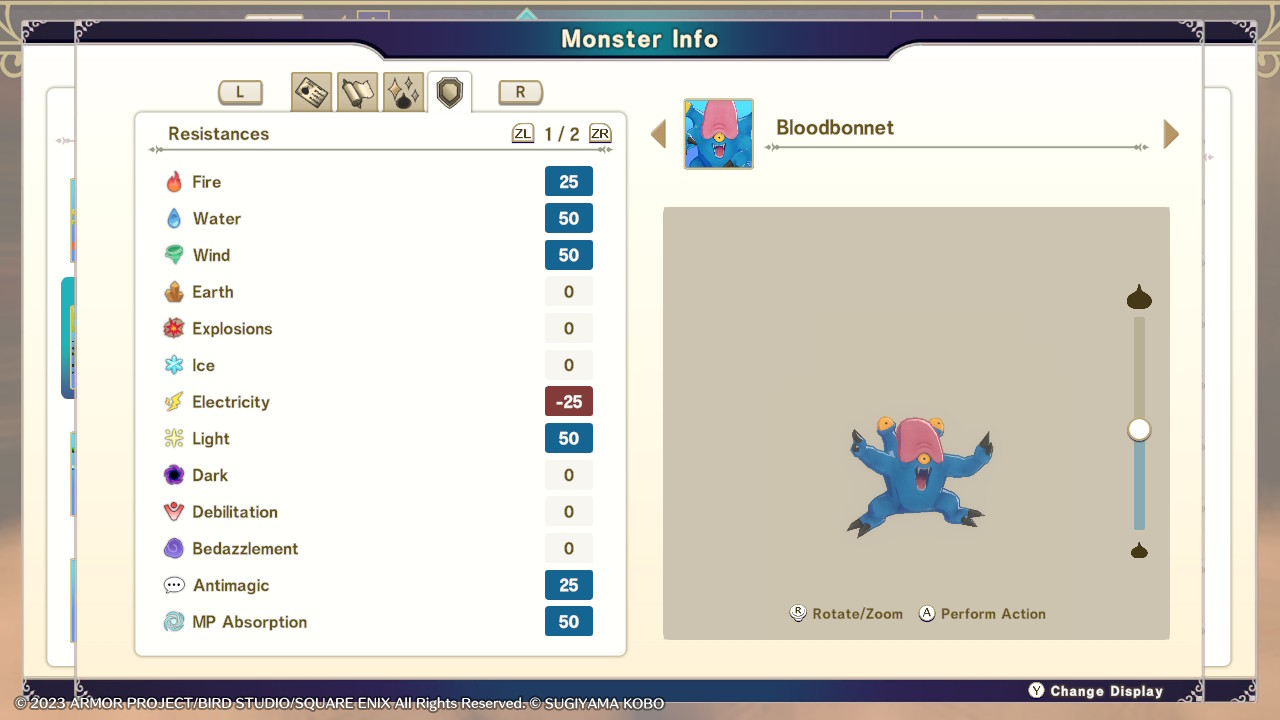 Monster Info
L
R
Resistances
ZL 1 / 2 ZR
Fire 25
Water 50
Wind 50
Earth 0
Explosions 0
Ice 0
Electricity -25
Light 50
Dark 0
Debilitation 0
Bedazzlement 0
Antimagic 25
MP Absorption 50
Bloodbonnet
R Rotate/Zoom A Perform Action
Y Change Display
© 2023 ARMOR PROJECT/BIRD STUDIO/SQUARE ENIX All Rights Reserved. © SUGIYAMA KOBO